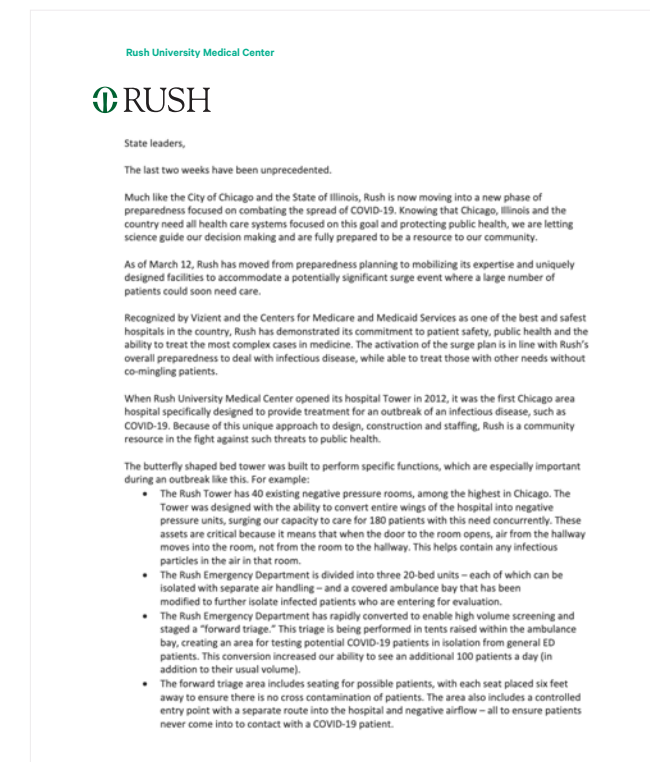 Rush University Medical Center
RUSH
State leaders,
The last two weeks have been unprecedented.
Much like the City of Chicago and the State of Illinois, Rush is now moving into a new phase of
preparedness focused on combating the spread of COVID-19. Knowing that Chicago, Illinois and the
country need all health care systems focused on this goal and protecting public health, we are letting
science guide our decision making and are fully prepared to be a resource to our community.
As of March 12, Rush has moved from preparedness planning to mobilizing its expertise and uniquely
designed facilities to accommodate a potentially significant surge event where a large number of
patients could soon need care.
Recognized by Vizient and the Centers for Medicare and Medicaid Services as one of the best and safest
hospitals in the country, Rush has demonstrated its commitment to patient safety, public health and the
ability to treat the most complex cases in medicine. The activation of the surge plan is in line with Rush's
overall preparedness to deal with infectious disease, while able to treat those with other needs without
co-mingling patients.
When Rush University Medical Center opened its hospital Tower in 2012, it was the first Chicago area
hospital specifically designed to provide treatment for an outbreak of an infectious disease, such as
COVID-19. Because of this unique approach to design, construction and staffing, Rush is a community
resource in the fight against such threats to public health.
The butterfly shaped bed tower was built to perform specific functions, which are especially important
during an outbreak like this. For example:
• The Rush Tower has 40 existing negative pressure rooms, among the highest in Chicago. The
Tower was designed with the ability to convert entire wings of the hospital into negative
pressure units, surging our capacity to care for 180 patients with this need concurrently. These
assets are critical because it means that when the door to the room opens, air from the hallway
moves into the room, not from the room to the hallway. This helps contain any infectious
particles in the air in that room.
• The Rush Emergency Department is divided into three 20-bed units – each of which can be
isolated with separate air handling – and a covered ambulance bay that has been
modified to further isolate infected patients who are entering for evaluation.
• The Rush Emergency Department has rapidly converted to enable high volume screening and
staged a "forward triage." This triage is being performed in tents raised within the ambulance
bay, creating an area for testing potential COVID-19 patients in isolation from general ED
patients. This conversion increased our ability to see an additional 100 patients a day (in
addition to their usual volume).
• The forward triage area includes seating for possible patients, with each seat placed six feet
away to ensure there is no cross contamination of patients. The area also includes a controlled
entry point with a separate route into the hospital and negative airflow – all to ensure patients
never come into to contact with a COVID-19 patient.